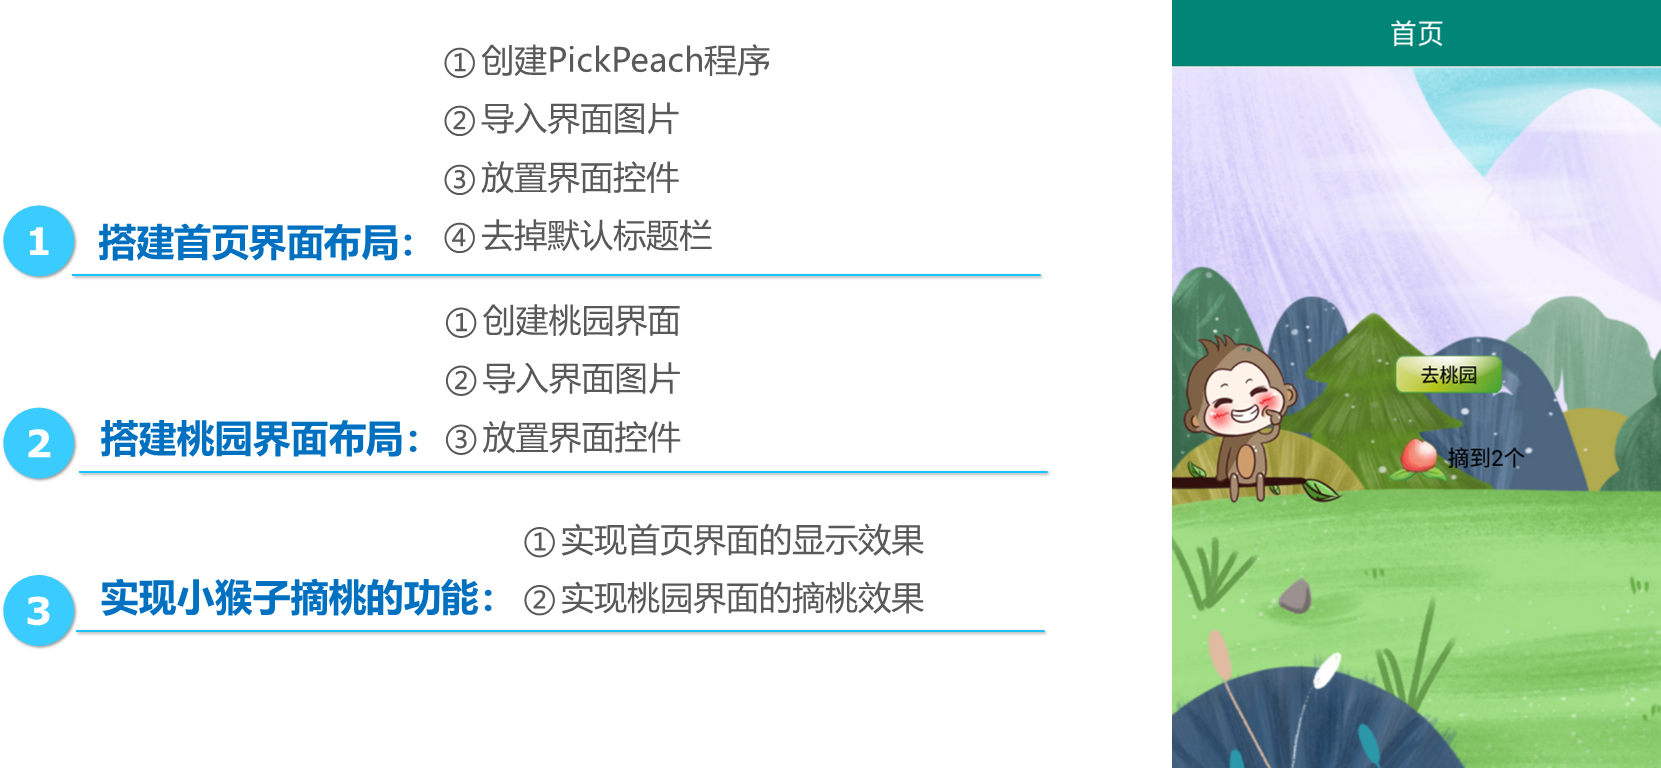 ①创建PickPeach程序
②导入界面图片
③放置界面控件
④去掉默认标题栏
1 搭建首页界面布局：
①创建桃园界面
②导入界面图片
③放置界面控件
2 搭建桃园界面布局：
①实现首页界面的显示效果
②实现桃园界面的摘桃效果
3 实现小猴子摘桃的功能：
首页
去桃园
摘到2个